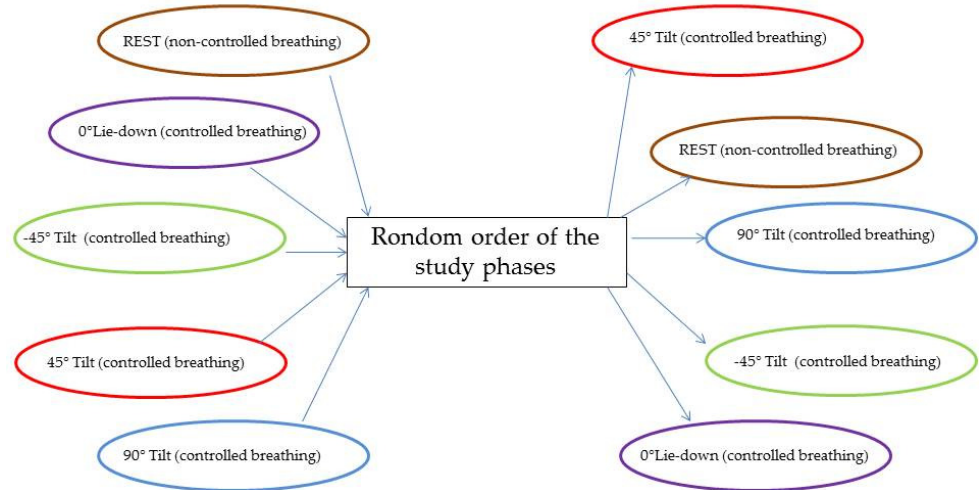 REST (non-controlled breathing)
0°Lie-down (controlled breathing)
-45° Tilt (controlled breathing)
45° Tilt (controlled breathing)
90° Tilt (controlled breathing)
Rondom order of the
study phases
45° Tilt (controlled breathing)
REST (non-controlled breathing)
90° Tilt (controlled breathing)
-45° Tilt (controlled breathing)
0°Lie-down (controlled breathing)